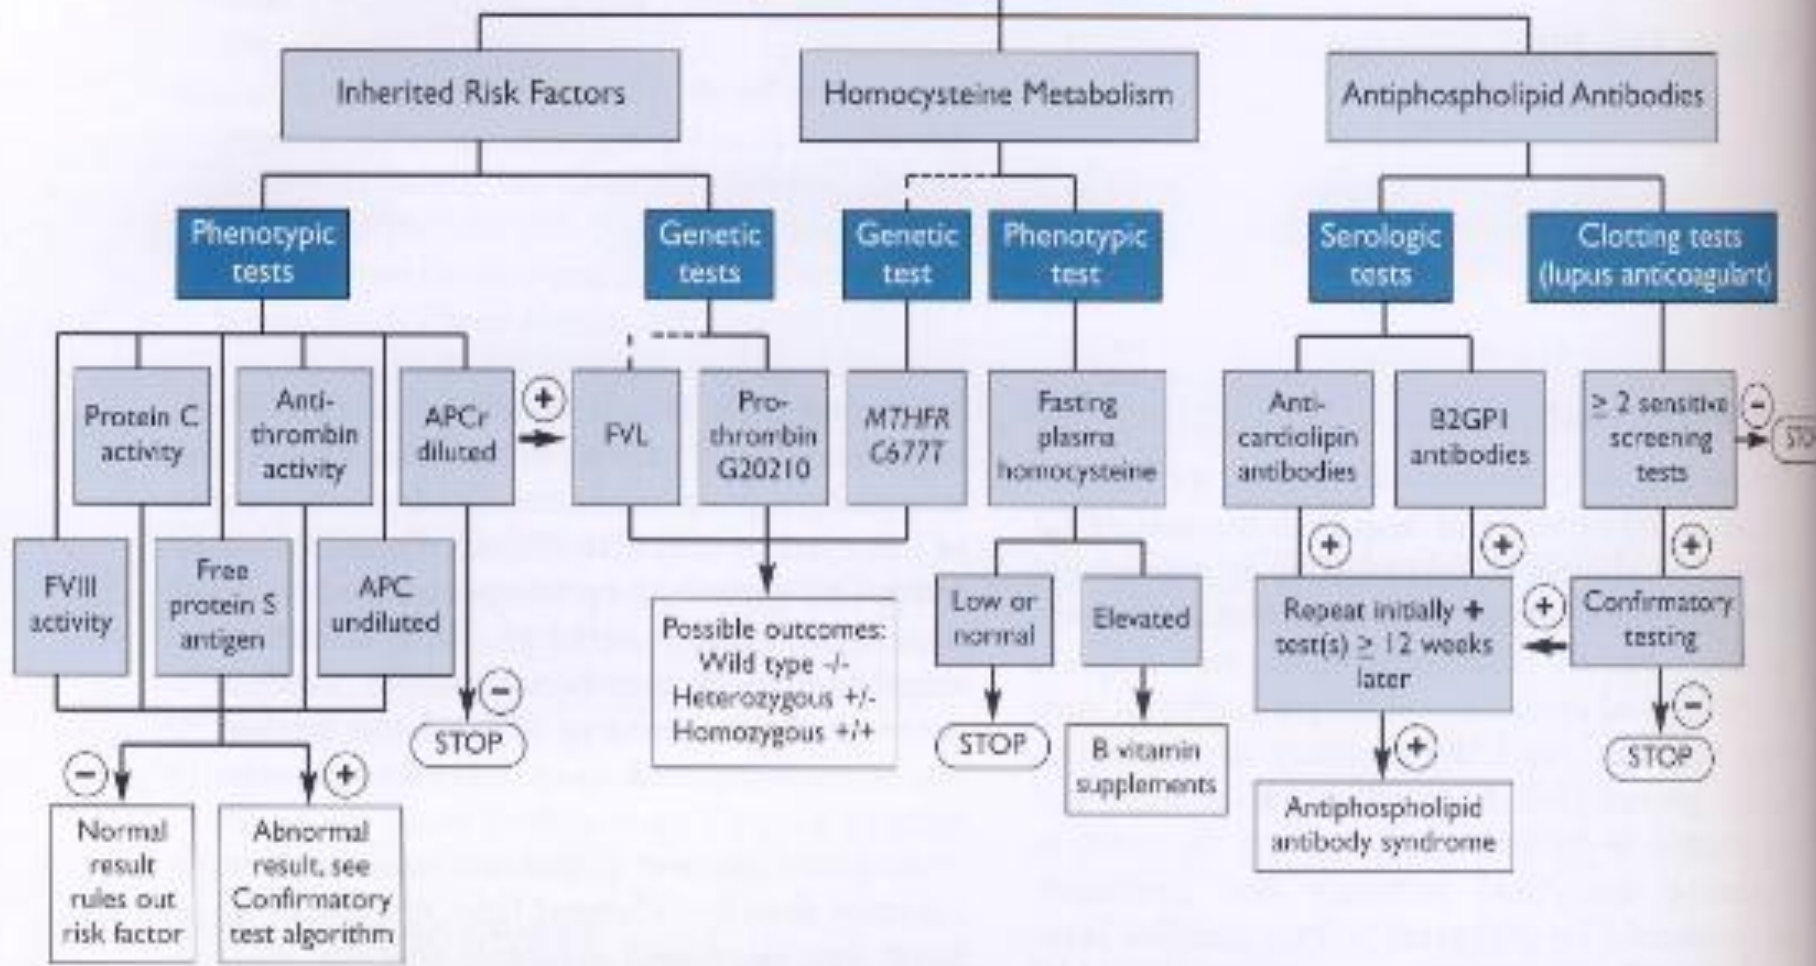 Inherited Risk Factors
Homocysteine Metabolism
Antiphospholipid Antibodies
Phenotypic
tests
Genetic
tests
Genetic
test
Phenotypic
test
Serologic
tests
Clotting tests
(lupus anticoagulant)
Protein C
activity
Anti-
thrombin
activity
APCr
diluted
+
FVL
Pro-
thrombin
G20210
MTHFR
C677T
Fasting
plasma
homocysteine
Anti-
cardiolipin
antibodies
B2GPI
antibodies
≥ 2 sensitive
screening
tests
−
STO
FVIII
activity
Free
protein S
antigen
APC
undiluted
−
STOP
Possible outcomes:
Wild type -/-
Heterozygous +/-
Homozygous +/+
Low or
normal
Elevated
STOP
B vitamin
supplements
+
+
+
Repeat initially +
test(s) ≥ 12 weeks
later
+
Confirmatory
testing
+
−
STOP
Antiphospholipid
antibody syndrome
−
+
Normal
result
rules out
risk factor
Abnormal
result, see
Confirmatory
test algorithm